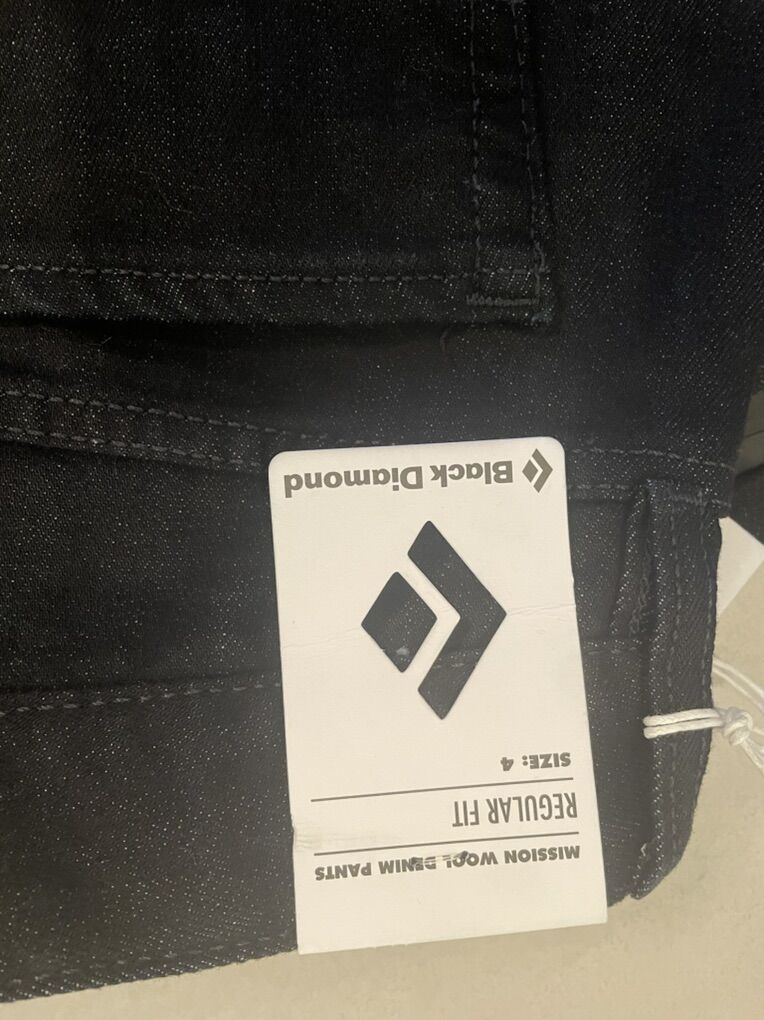 Black Diamond
SIZE: 4
REGULAR FIT
MISSION WOOL DENIM PANTS